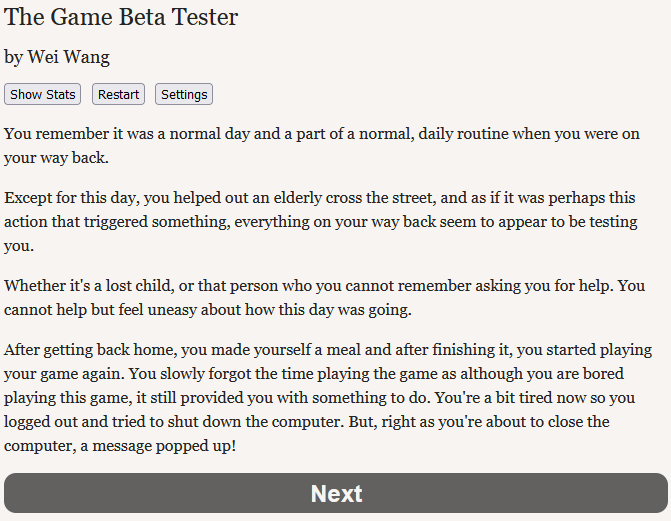 The Game Beta Tester
by Wei Wang
Show Stats Restart Settings
You remember it was a normal day and a part of a normal, daily routine when you were on
your way back.
Except for this day, you helped out an elderly cross the street, and as if it was perhaps this
action that triggered something, everything on your way back seem to appear to be testing
you.
Whether it's a lost child, or that person who you cannot remember asking you for help. You
cannot help but feel uneasy about how this day was going.
After getting back home, you made yourself a meal and after finishing it, you started playing
your game again. You slowly forgot the time playing the game as although you are bored
playing this game, it still provided you with something to do. You're a bit tired now so you
logged out and tried to shut down the computer. But, right as you're about to close the
computer, a message popped up!
Next